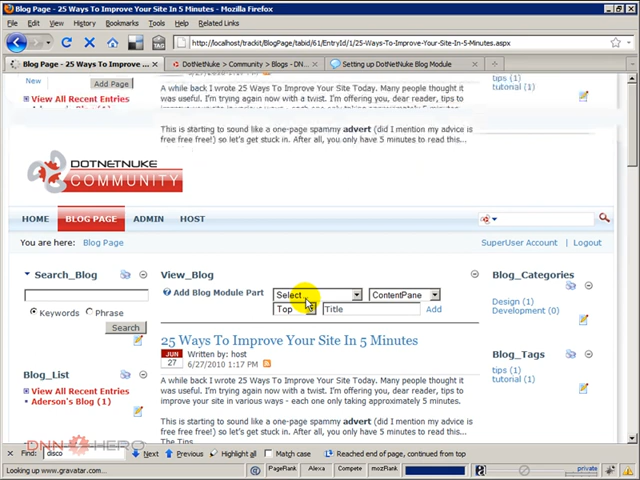 Blog Page - 25 Ways To Improve Your Site In 5 Minutes - Mozilla Firefox
File Edit View History Bookmarks Tools Help
TAG Related Links
http://localhost/trackit/BlogPage/tabid/61/EntryId/1/25-Ways-To-Improve-Your-Site-In-5-Minutes.aspx
Blog Page - 25 Ways To Improve ...
DotNetNuke > Community > Blogs - DN...
Setting up DotNetNuke Blog Module
New Add Page
View All Recent Entries
A while back I wrote 25 Ways To Improve Your Site Today. Many people thought it
was useful. I'm trying again now with a twist. I'm offering you, dear reader, tips to
improve your site in various ways - each one only taking approximately 5 minutes.
tips (1)
tutorial (1)
This is starting to sound like a one-page spammy advert (did I mention my advice is
free free free!) so let's get stuck in. After all, you only have 5 minutes to read this...
DOTNETNUKE
COMMUNITY
HOME BLOG PAGE ADMIN HOST
You are here: Blog Page
SuperUser Account | Logout
Search_Blog
Keywords Phrase
Search
Blog_List
View All Recent Entries
Aderson's Blog (1)
View_Blog
Add Blog Module Part
Select ContentPane
Top Title Add
25 Ways To Improve Your Site In 5 Minutes
JUN
27
Written by: host
6/27/2010 1:17 PM
A while back I wrote 25 Ways To Improve Your Site Today. Many people thought it
was useful. I'm trying again now with a twist. I'm offering you, dear reader, tips to
improve your site in various ways - each one only taking approximately 5 minutes.
This is starting to sound like a one-page spammy advert (did I mention my advice is
free free free!) so let's get stuck in. After all, you only have 5 minutes to read this...
The Tips
Blog_Categories
Design (1)
Development (0)
Blog_Tags
tips (1)
tutorial (1)
DNN HERO
Find: disco Next Previous Highlight all Match case Reached end of page, continued from top
Looking up www.gravatar.com...
PageRank Alexa Compete mozRank private